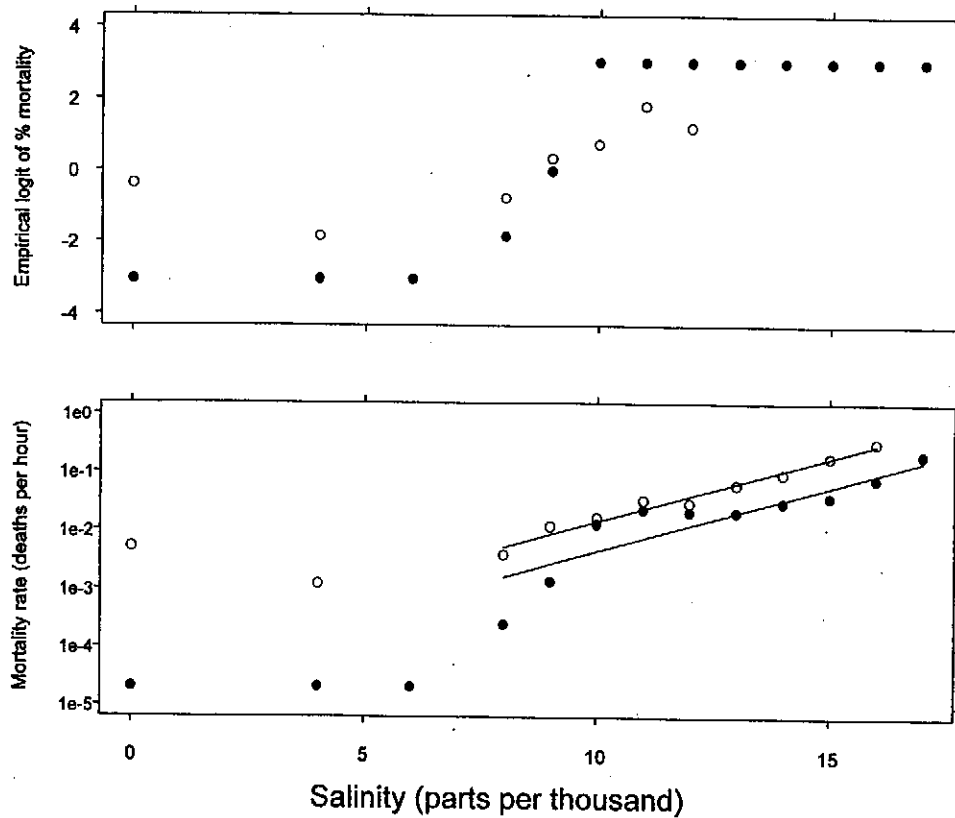 Empirical logit of % mortality
4
2
0
-2
-4
Mortality rate (deaths per hour)
1e0
1e-1
1e-2
1e-3
1e-4
1e-5
0
5
10
15
Salinity (parts per thousand)